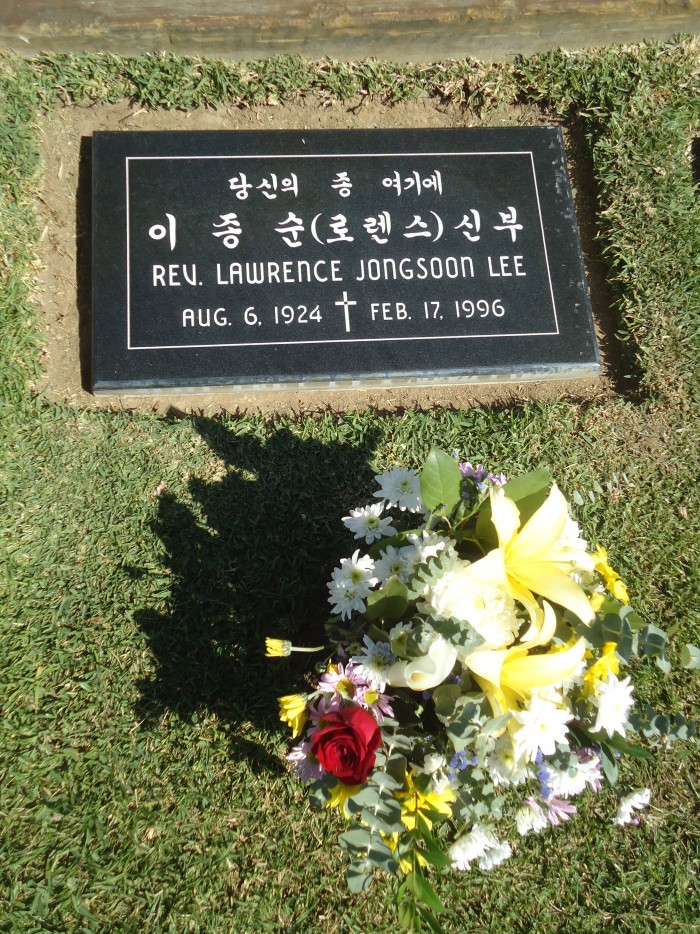 당신의 종 여기에
이 종 순(로렌스)신부
REV. LAWRENCE JONGSOON LEE
AUG. 6, 1924 ✝ FEB. 17, 1996